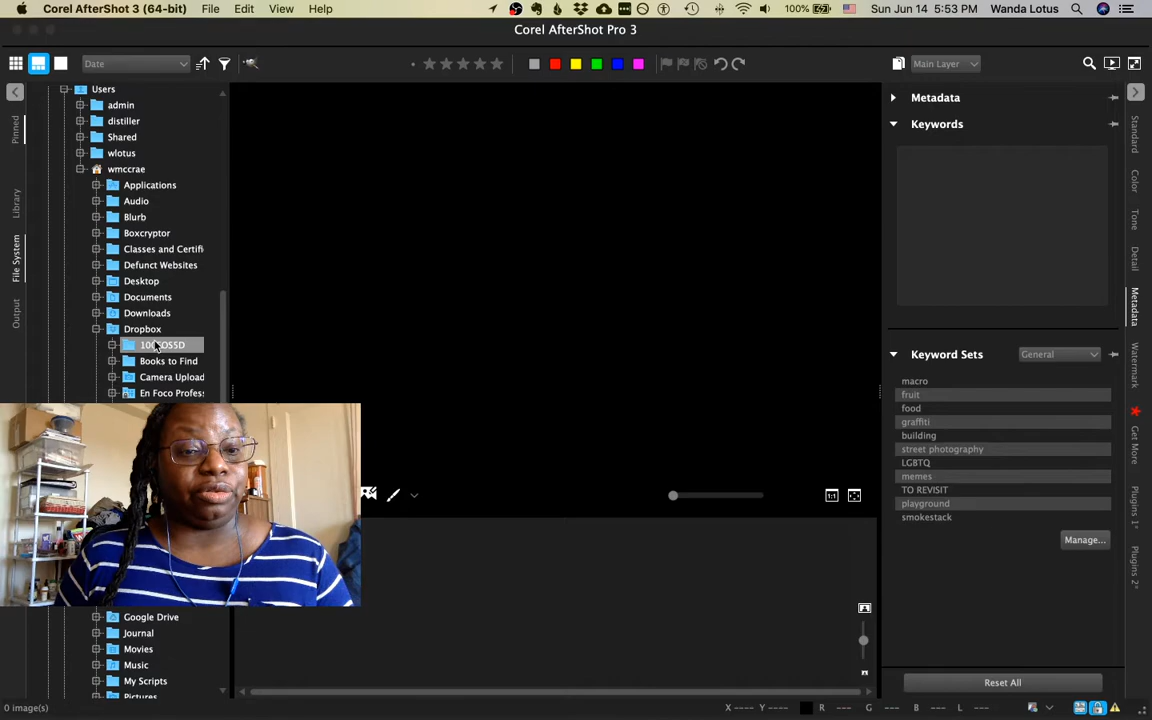 Corel AfterShot 3 (64-bit) File Edit View Help 100% Sun Jun 14 5:53 PM Wanda Lotus
Corel AfterShot Pro 3
Date Main Layer
Users
admin
distiller
Shared
wlotus
wmccrae
Applications
Audio
Blurb
Boxcryptor
Classes and Certifi
Defunct Websites
Desktop
Documents
Downloads
Dropbox
Books to Find
Camera Upload
En Foco Profes
Google Drive
Journal
Movies
Music
My Scripts
Pictures
Pinned
Library
File System
Output
Metadata
Keywords
Keyword Sets General
macro
fruit
food
graffiti
building
street photography
LGBTQ
memes
TO REVISIT
playground
smokestack
Manage...
Reset All
Standard
Color
Tone
Detail
Metadata
Watermark
Get More
Plugins 1*
Plugins 2*
1:1
0 image(s) X ---- Y ---- R --- G --- B --- L ---